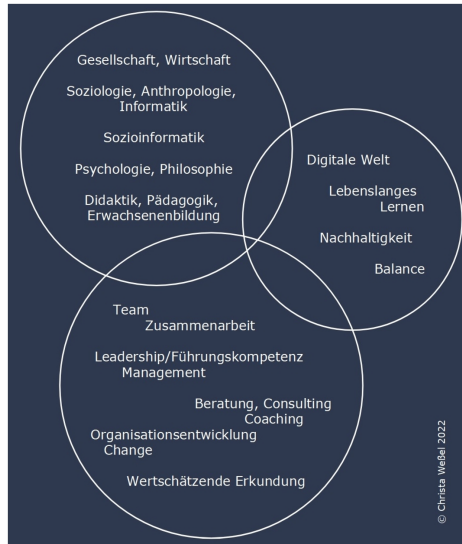 Gesellschaft, Wirtschaft
Soziologie, Anthropologie,
Informatik
Sozioinformatik
Psychologie, Philosophie
Didaktik, Pädagogik,
Erwachsenenbildung
Digitale Welt
Lebenslanges
Lernen
Nachhaltigkeit
Balance
Team
Zusammenarbeit
Leadership/Führungskompetenz
Management
Beratung, Consulting
Coaching
Organisationsentwicklung
Change
Wertschätzende Erkundung
© Christa Weßel 2022